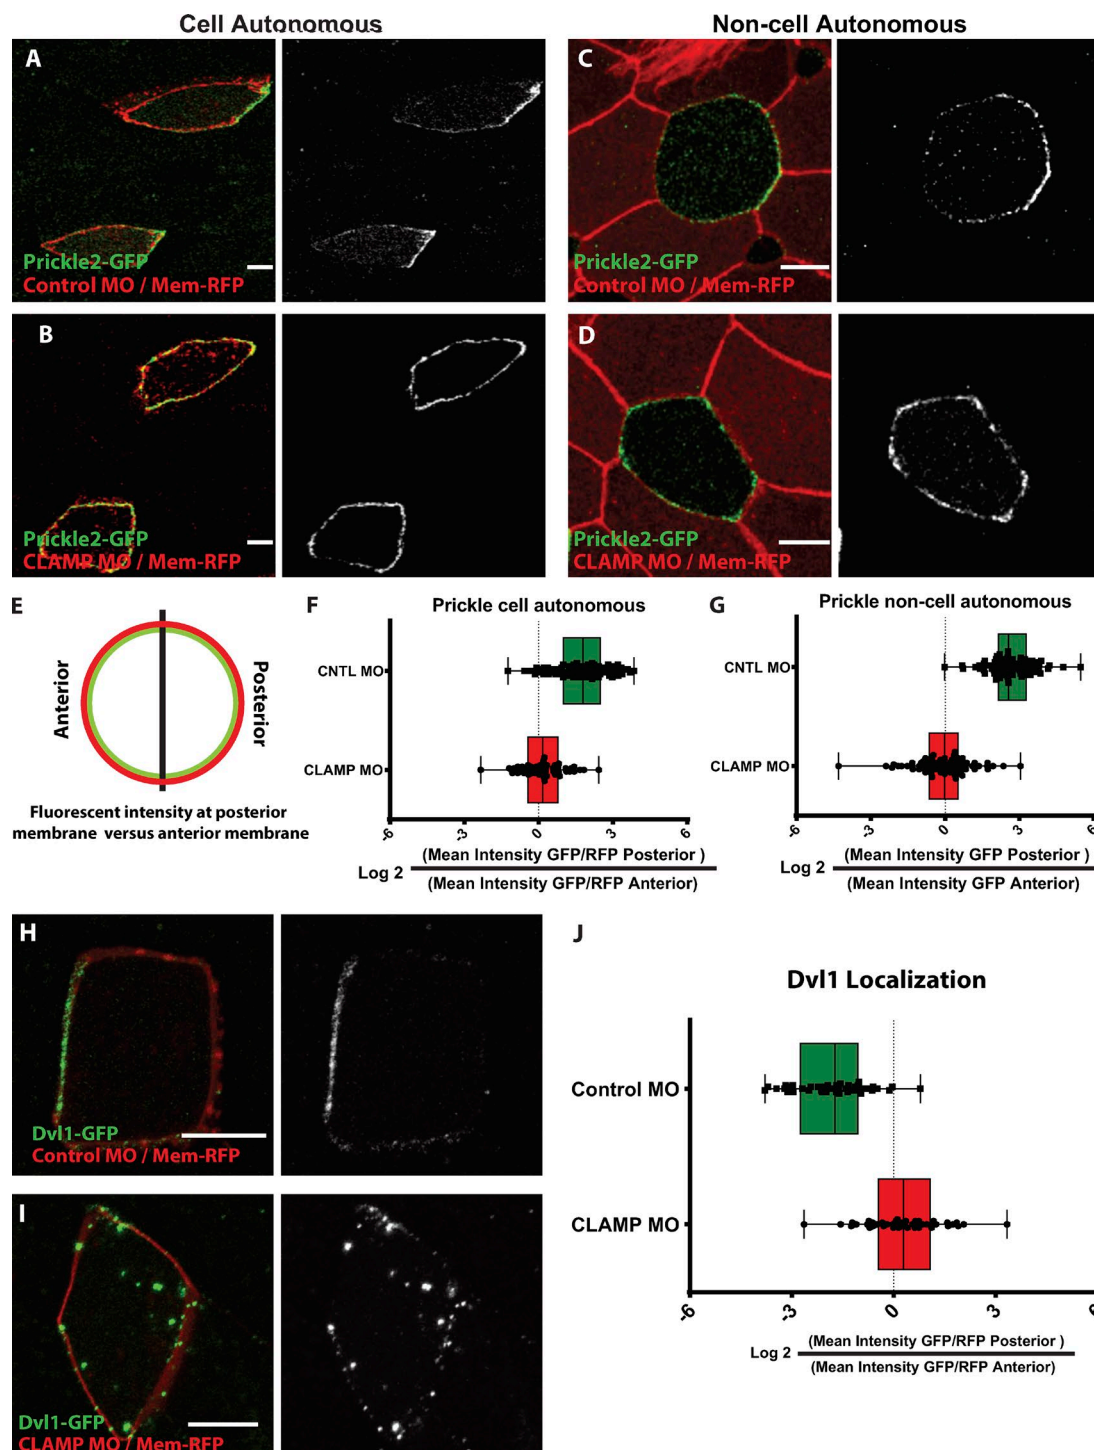 Cell Autonomous
Non-cell Autonomous
A
Prickle2-GFP
Control MO / Mem-RFP
C
Prickle2-GFP
Control MO / Mem-RFP
B
Prickle2-GFP
CLAMP MO / Mem-RFP
D
Prickle2-GFP
CLAMP MO / Mem-RFP
E
Anterior
Posterior
Fluorescent intensity at posterior
membrane versus anterior membrane
F
Prickle cell autonomous
CNTL MO
CLAMP MO
-6 -3 0 3 6
Log 2
(Mean Intensity GFP/RFP Posterior )
(Mean Intensity GFP/RFP Anterior)
G
Prickle non-cell autonomous
CNTL MO
CLAMP MO
-6 -3 0 3 6
Log 2
(Mean Intensity GFP Posterior )
(Mean Intensity GFP Anterior)
H
Dvl1-GFP
Control MO / Mem-RFP
I
Dvl1-GFP
CLAMP MO / Mem-RFP
J
Dvl1 Localization
Control MO
CLAMP MO
-6 -3 0 3 6
Log 2
(Mean Intensity GFP/RFP Posterior )
(Mean Intensity GFP/RFP Anterior)